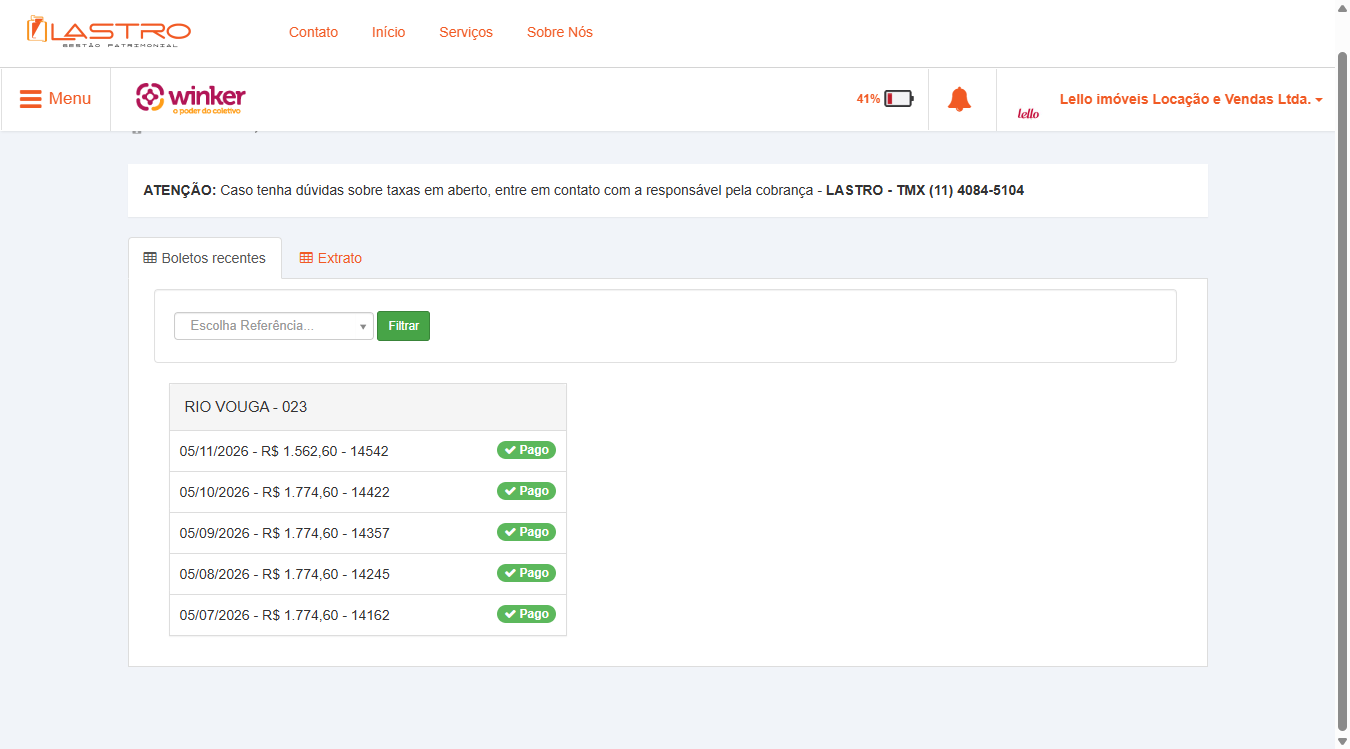 LASTRO
GESTÃO PATRIMONIAL
Contato
Início
Serviços
Sobre Nós
Menu
winker
o poder do coletivo
41%
lello
Lello imóveis Locação e Vendas Ltda.
ATENÇÃO: Caso tenha dúvidas sobre taxas em aberto, entre em contato com a responsável pela cobrança - LASTRO - TMX (11) 4084-5104
Boletos recentes
Extrato
Escolha Referência...
Filtrar
RIO VOUGA - 023
05/11/2026 - R$ 1.562,60 - 14542
Pago
05/10/2026 - R$ 1.774,60 - 14422
Pago
05/09/2026 - R$ 1.774,60 - 14357
Pago
05/08/2026 - R$ 1.774,60 - 14245
Pago
05/07/2026 - R$ 1.774,60 - 14162
Pago